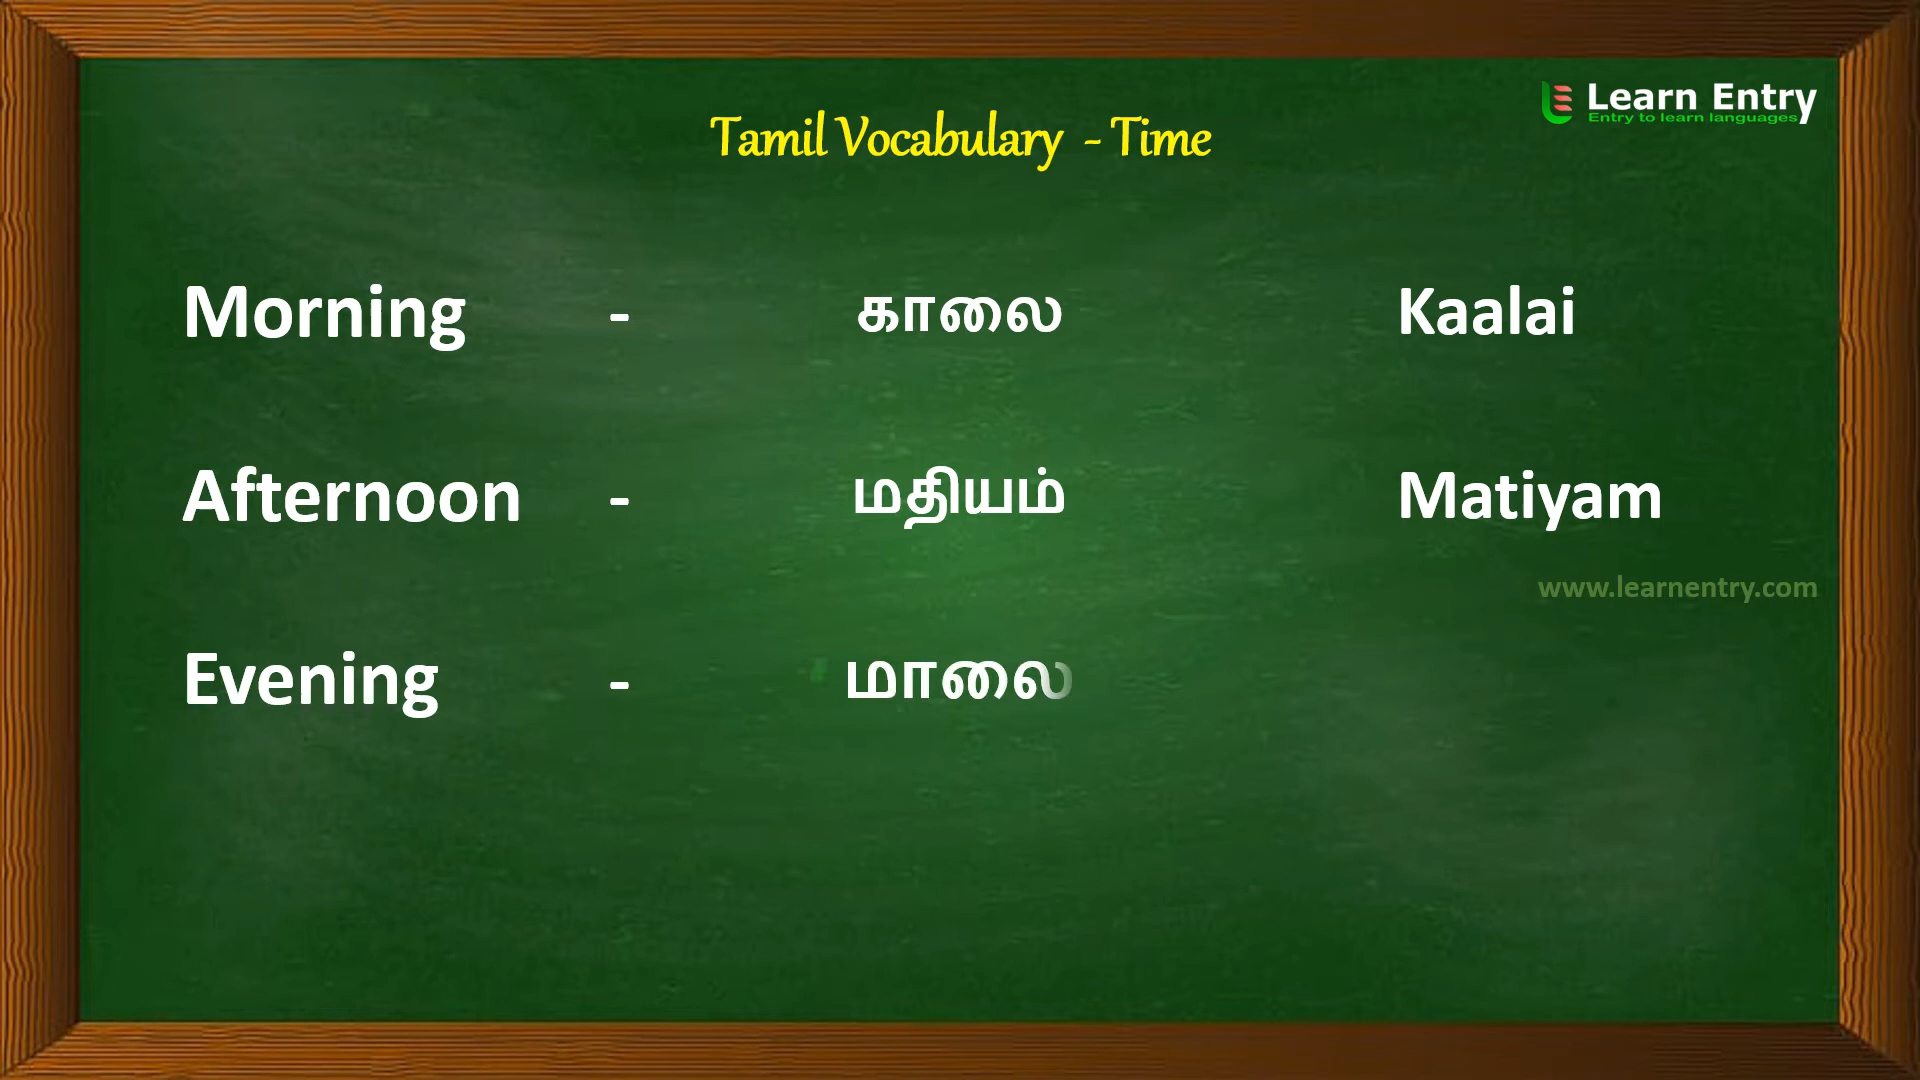 Learn Entry
Entry to learn languages
Tamil Vocabulary - Time
Morning - காலை Kaalai
Afternoon - மதியம் Matiyam
www.learnentry.com
Evening - மாலை